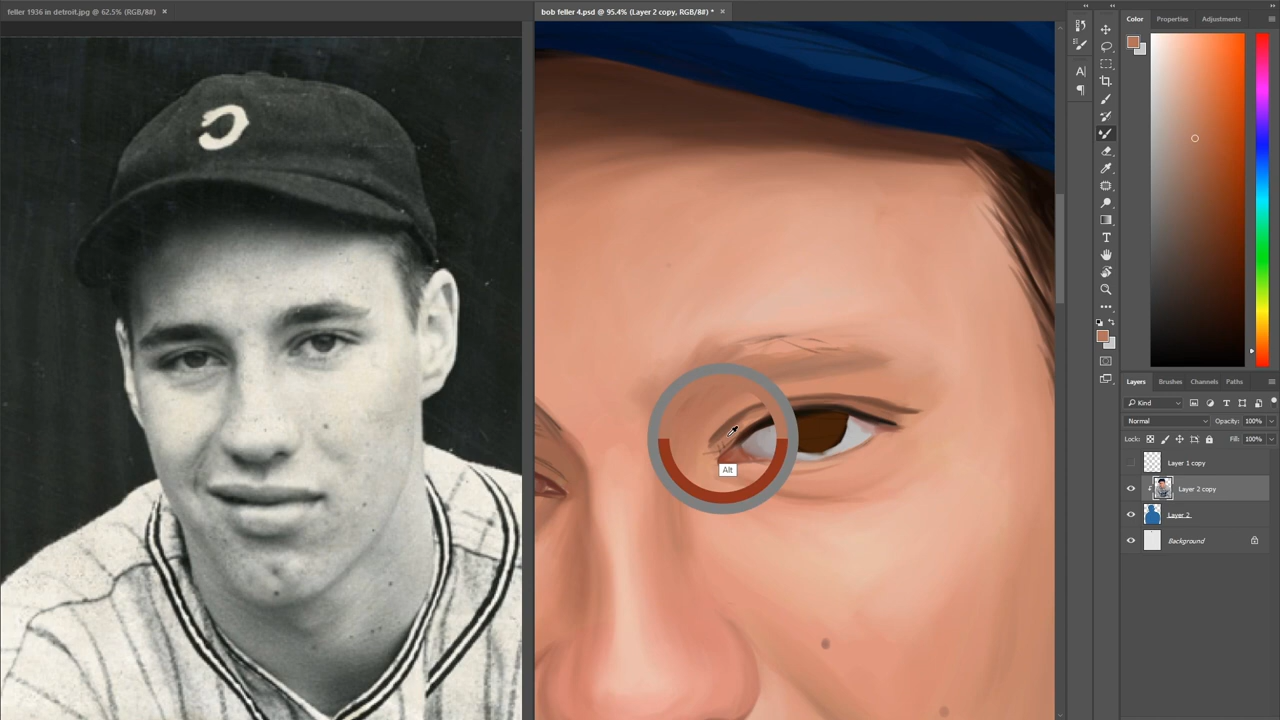 feller 1936 in detroit.jpg @ 62.5% (RGB/8#) ×
bob feller 4.psd @ 95.4% (Layer 2 copy, RGB/8#) * ×
Color
Properties
Adjustments
C
A|
T
Alt
Layers
Brushes
Channels
Paths
Kind
Normal
Opacity: 100%
Lock:
Fill: 100%
Layer 1 copy
Layer 2 copy
Layer 2
Background